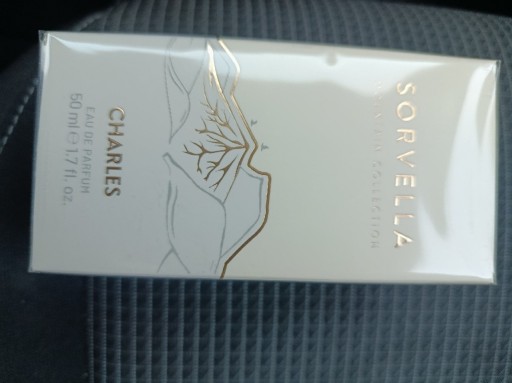 SORVELLA
COLLECTION
CHARLES
EAU DE PARFUM
50 ml ℮ 1.7 fl. oz.